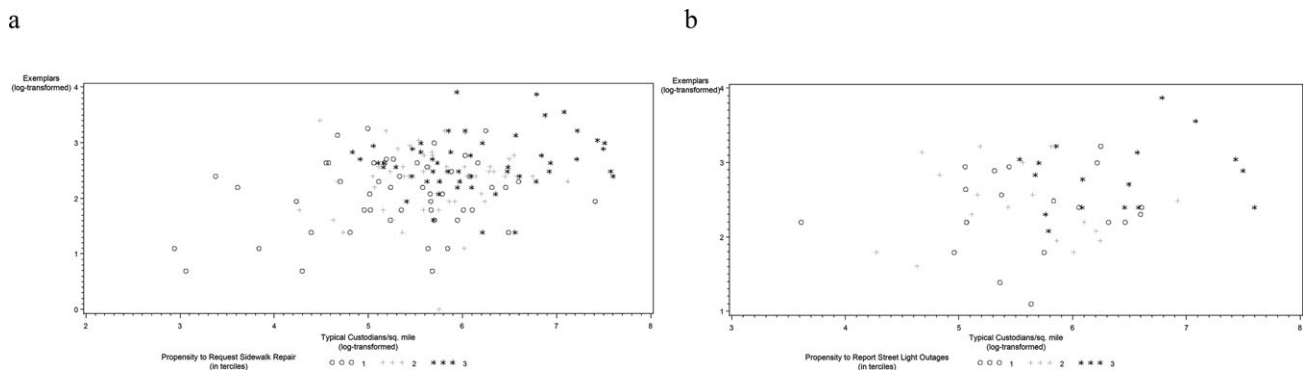 a
b
Exemplars
(log-transformed)
4
3
2
1
0
2 3 4 5 6 7 8
Typical Custodians/sq. mile
(log-transformed)
Propensity to Request Sidewalk Repair
(in terciles)
1 2 3
Exemplars
(log-transformed)
4
3
2
1
3 4 5 6 7 8
Typical Custodians/sq. mile
(log-transformed)
Propensity to Report Street Light Outages
(in terciles)
1 2 3